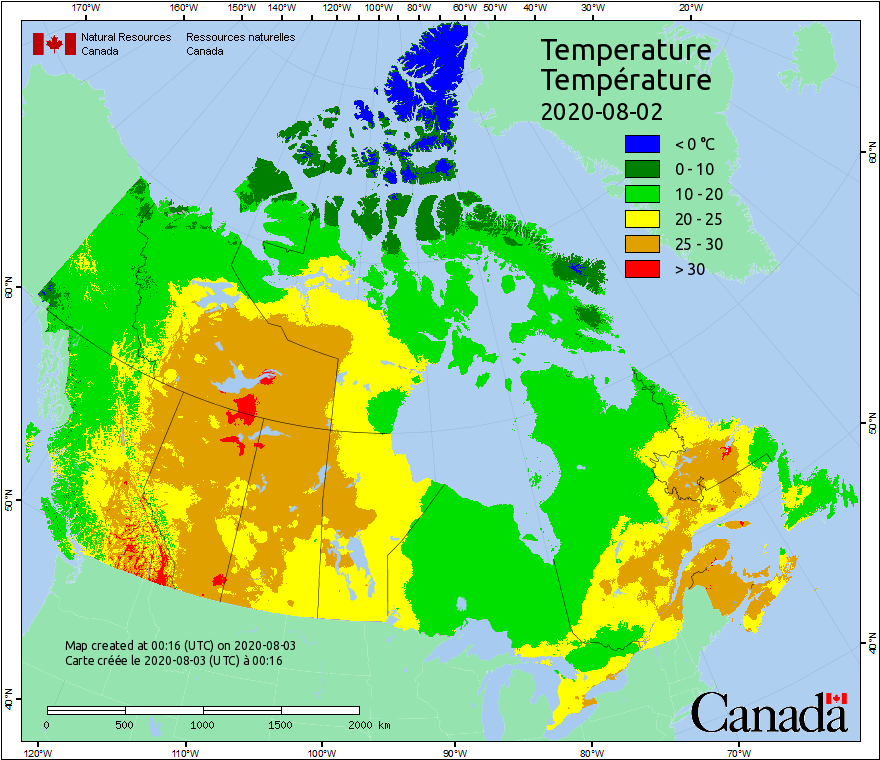 170°W 160°W 150°W 140°W 120°W 100°W 80°W 60°W 50°W 40°W 30°W 20°W
Natural Resources Ressources naturelles
Canada Canada
Temperature
Température
2020-08-02
< 0 °C
0 - 10
10 - 20
20 - 25
25 - 30
> 30
60°N
60°N
50°N
50°N
40°N
40°N
Map created at 00:16 (UTC) on 2020-08-03
Carte créée le 2020-08-03 (UTC) à 00:16
0 500 1000 1500 2000 km
Canada
120°W 110°W 100°W 90°W 80°W 70°W